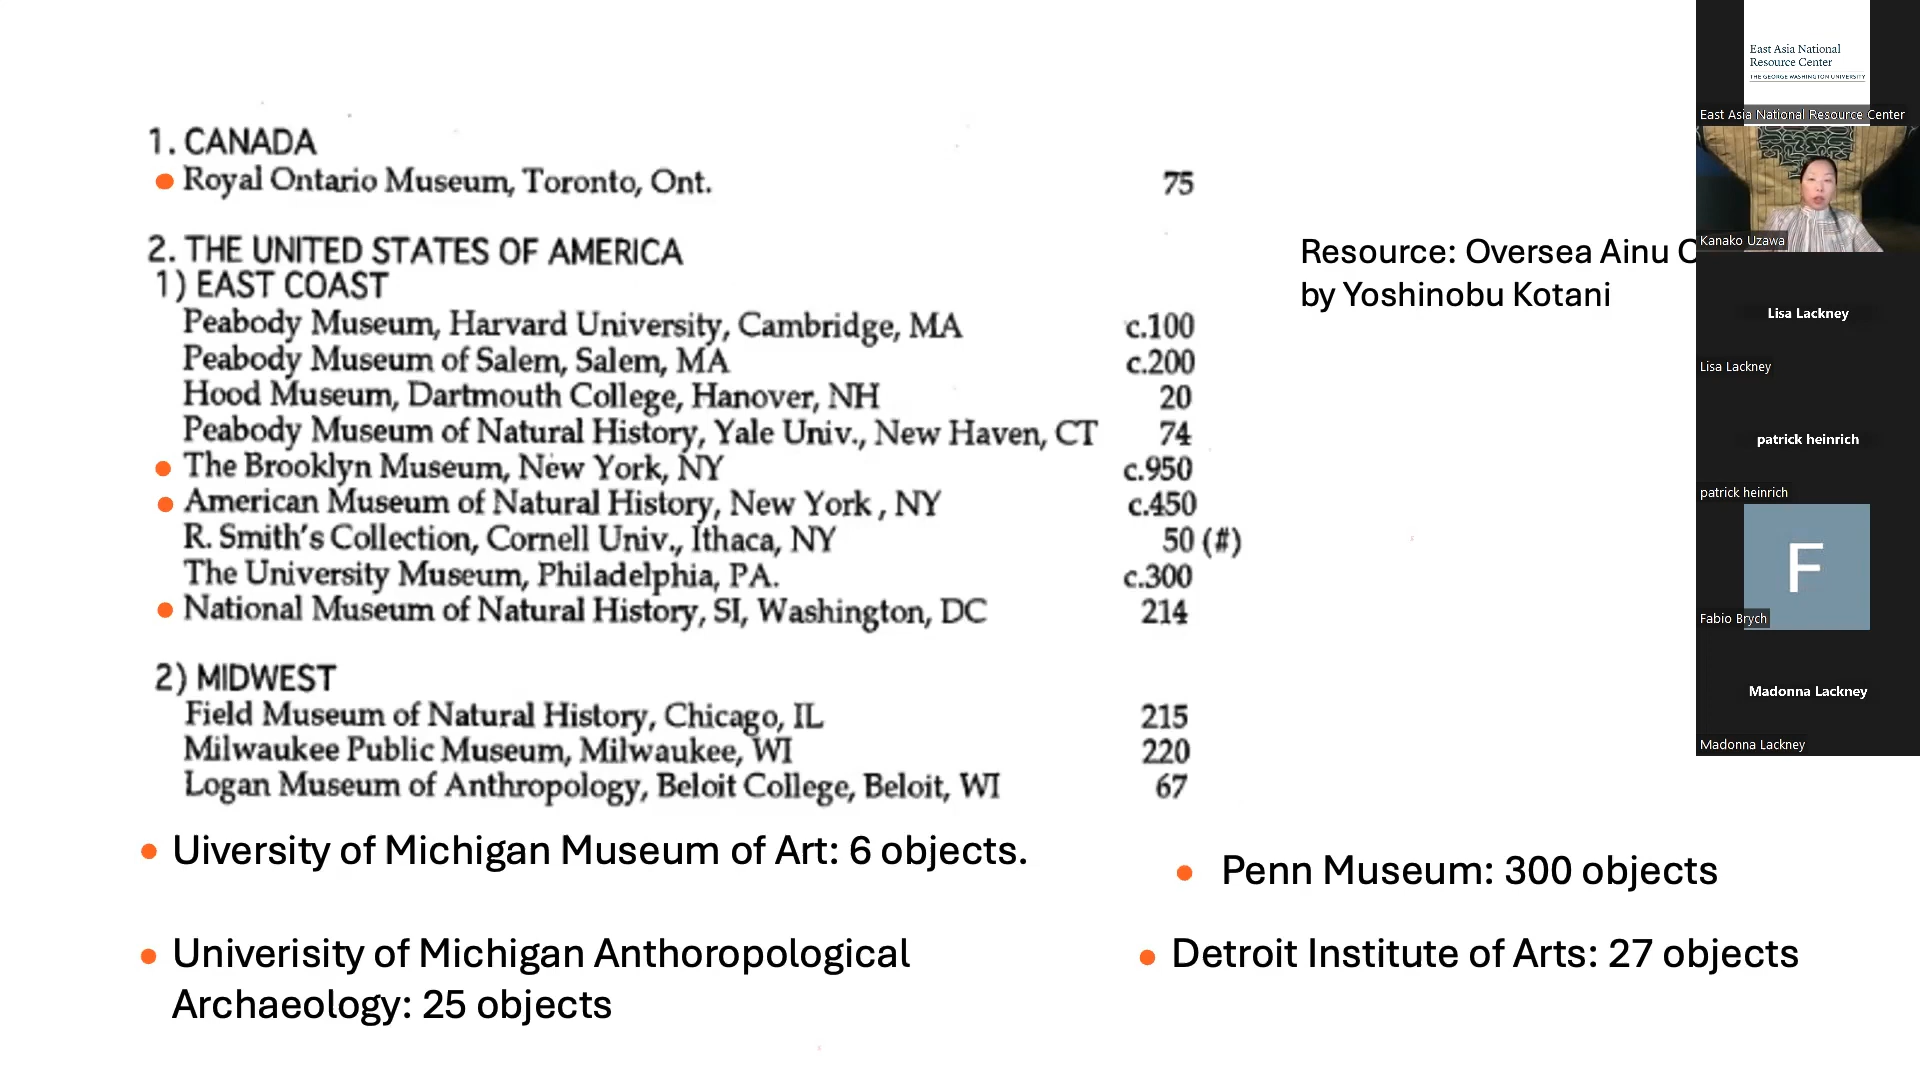 1. CANADA
Royal Ontario Museum, Toronto, Ont. 75
2. THE UNITED STATES OF AMERICA
1) EAST COAST
Peabody Museum, Harvard University, Cambridge, MA c.100
Peabody Museum of Salem, Salem, MA c.200
Hood Museum, Dartmouth College, Hanover, NH 20
Peabody Museum of Natural History, Yale Univ., New Haven, CT 74
The Brooklyn Museum, New York, NY c.950
American Museum of Natural History, New York , NY c.450
R. Smith's Collection, Cornell Univ., Ithaca, NY 50 (#)
The University Museum, Philadelphia, PA. c.300
National Museum of Natural History, SI, Washington, DC 214
2) MIDWEST
Field Museum of Natural History, Chicago, IL 215
Milwaukee Public Museum, Milwaukee, WI 220
Logan Museum of Anthropology, Beloit College, Beloit, WI 67
• Uiversity of Michigan Museum of Art: 6 objects.
• Univerisity of Michigan Anthoropological
Archaeology: 25 objects
Resource: Oversea Ainu C
by Yoshinobu Kotani
• Penn Museum: 300 objects
• Detroit Institute of Arts: 27 objects
East Asia National
Resource Center
THE GEORGE WASHINGTON UNIVERSITY
East Asia National Resource Center
Kanako Uzawa
Lisa Lackney
Lisa Lackney
patrick heinrich
patrick heinrich
F
Fabio Brych
Madonna Lackney
Madonna Lackney